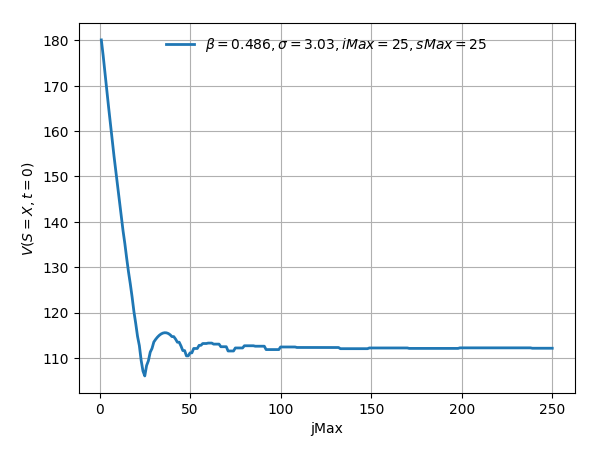 β = 0.486, σ = 3.03, iMax = 25, sMax = 25
V(S = X, t = 0)
180
170
160
150
140
130
120
110
0 50 100 150 200 250
jMax